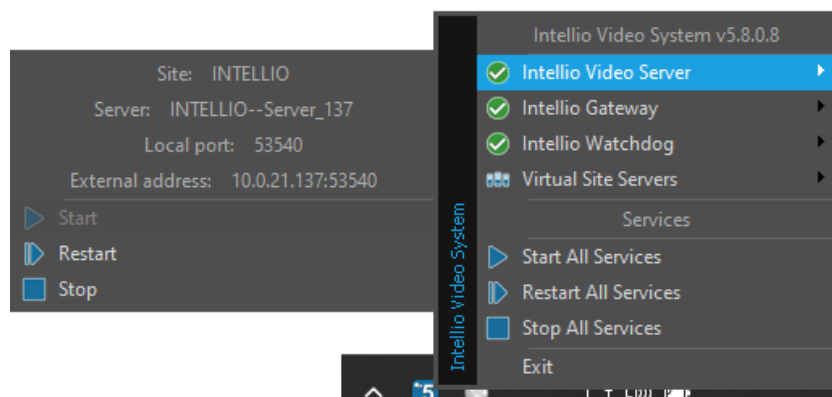 Intellio Video System v5.8.0.8
Intellio Video Server
Intellio Gateway
Intellio Watchdog
Virtual Site Servers
Services
Start All Services
Restart All Services
Stop All Services
Exit
Intellio Video System
Site: INTELLIO
Server: INTELLIO--Server_137
Local port: 53540
External address: 10.0.21.137:53540
Start
Restart
Stop
5